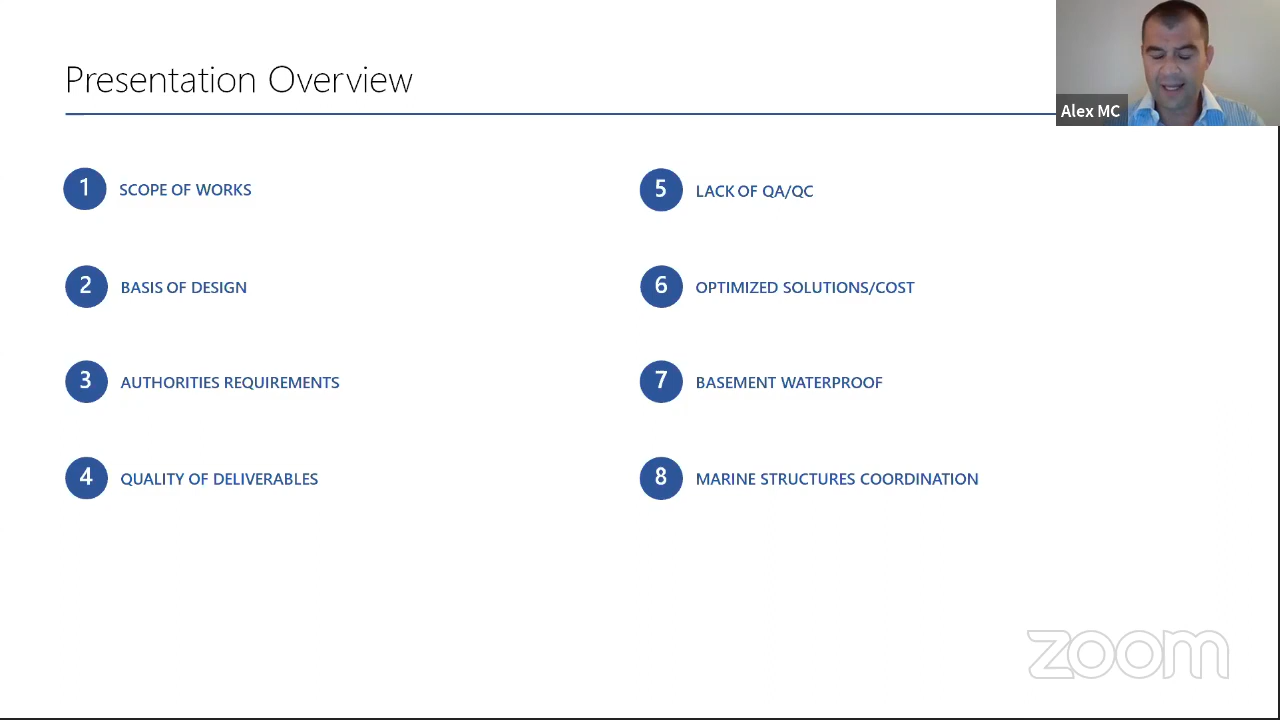 Presentation Overview
Alex MC
1 SCOPE OF WORKS
2 BASIS OF DESIGN
3 AUTHORITIES REQUIREMENTS
4 QUALITY OF DELIVERABLES
5 LACK OF QA/QC
6 OPTIMIZED SOLUTIONS/COST
7 BASEMENT WATERPROOF
8 MARINE STRUCTURES COORDINATION
zoom